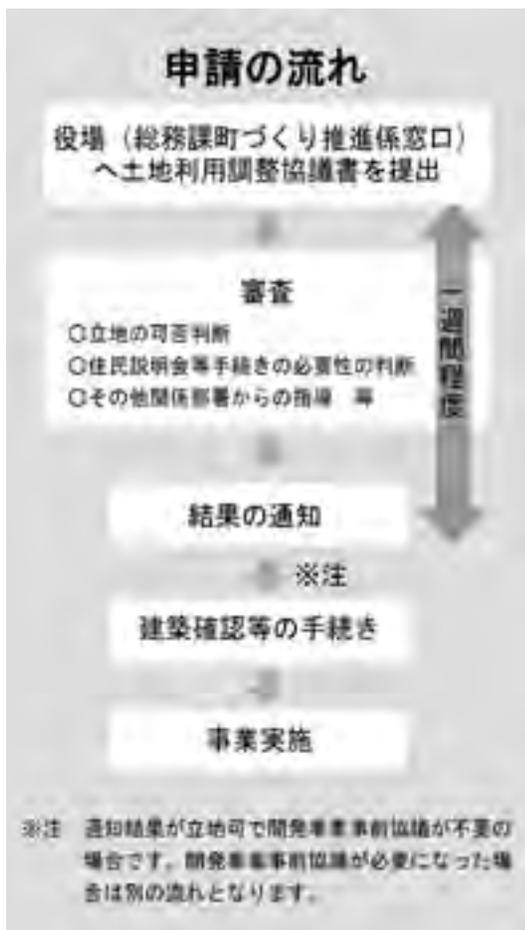 申請の流れ
役場（総務課町づくり推進係窓口）
へ土地利用調整協議書を提出
審査
○立地の可否判断
○住民説明会等手続きの必要性の判断
○その他関係部署からの指導　等
一週間程度
結果の通知
※注
建築確認等の手続き
事業実施
※注　通知結果が立地可で開発事業事前協議が不要の
場合です。開発事業事前協議が必要になった場
合は別の流れとなります。